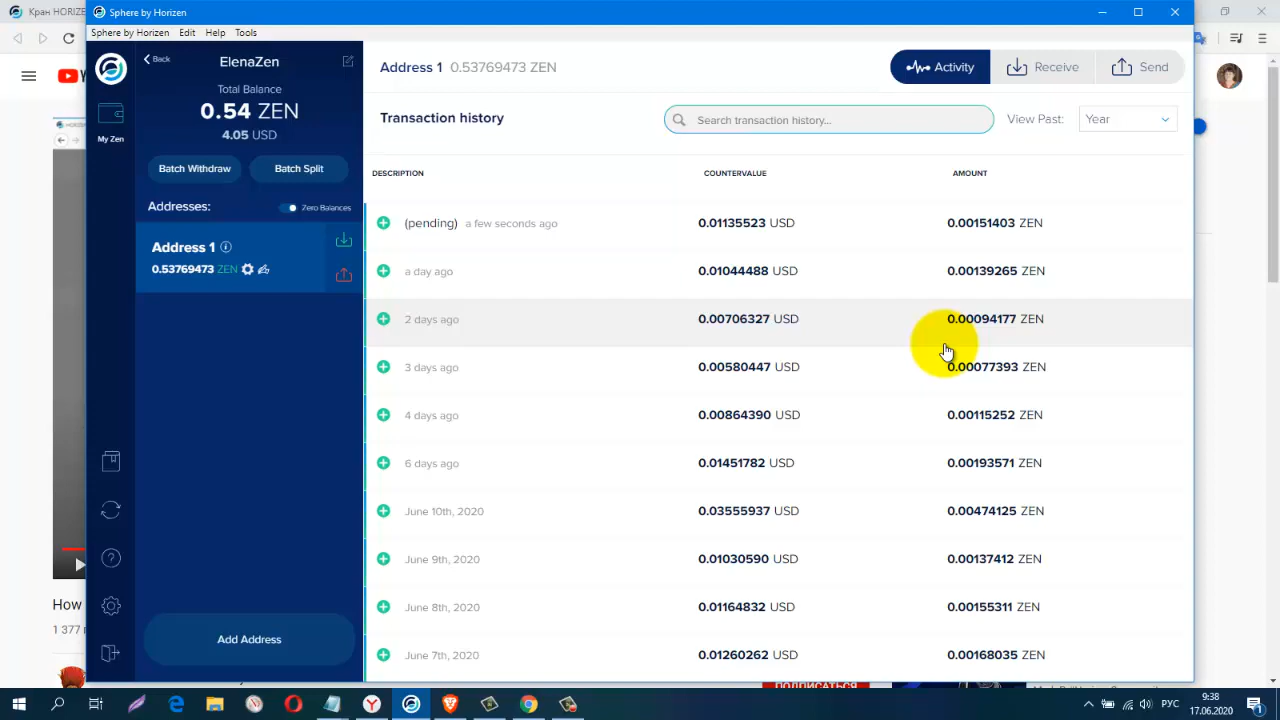 Кран HORIZEN
Sphere by Horizen
Sphere by Horizen Edit Help Tools
Back
ElenaZen
Total Balance
0.54 ZEN
4.05 USD
Batch Withdraw
Batch Split
Addresses:
Zero Balances
Address 1
0.53769473 ZEN
My Zen
Add Address
Address 1 0.53769473 ZEN
Activity
Receive
Send
Transaction history
Search transaction history...
View Past:
Year
DESCRIPTION COUNTERVALUE AMOUNT
(pending) a few seconds ago 0.01135523 USD 0.00151403 ZEN
a day ago 0.01044488 USD 0.00139265 ZEN
2 days ago 0.00706327 USD 0.00094177 ZEN
3 days ago 0.00580447 USD 0.00077393 ZEN
4 days ago 0.00864390 USD 0.00115252 ZEN
6 days ago 0.01451782 USD 0.00193571 ZEN
June 10th, 2020 0.03555937 USD 0.00474125 ZEN
June 9th, 2020 0.01030590 USD 0.00137412 ZEN
June 8th, 2020 0.01164832 USD 0.00155311 ZEN
June 7th, 2020 0.01260262 USD 0.00168035 ZEN
How
1 377
ПОДПИСАТЬСЯ
РУС
9:38
17.06.2020